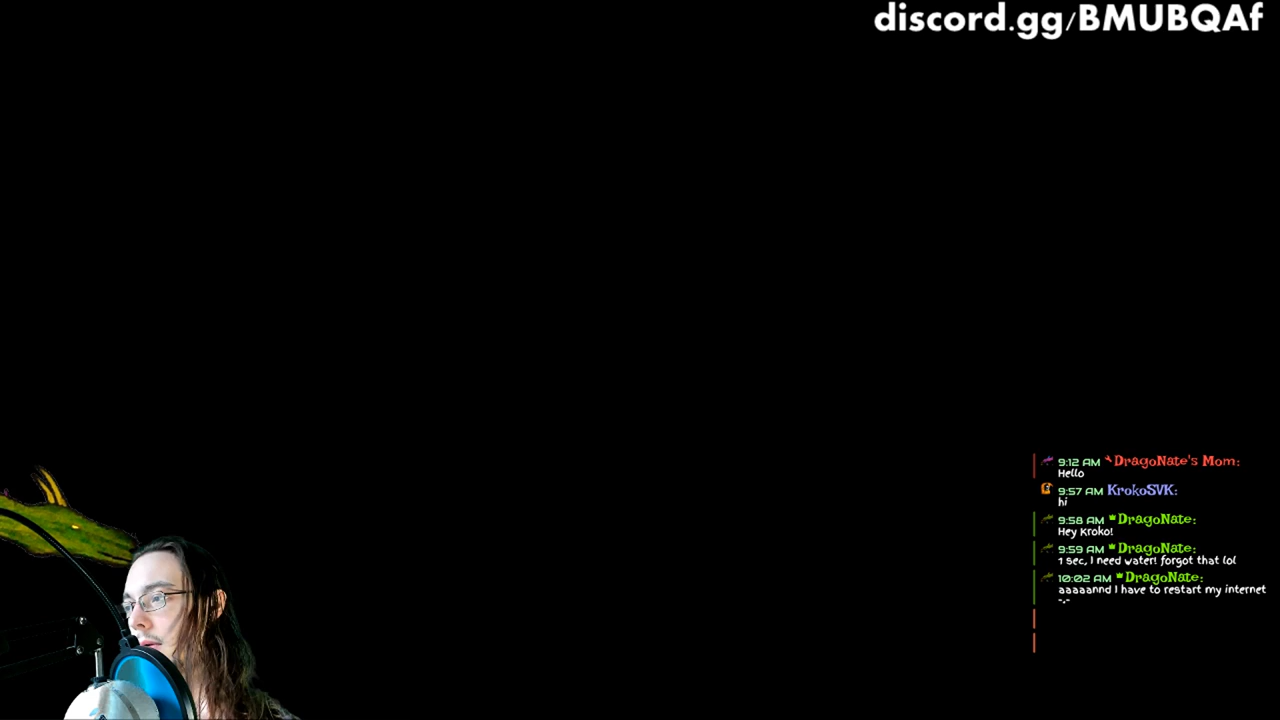 discord.gg/BMUBQAf
9:12 AM DragoNate's Mom:
Hello
9:57 AM KrokoSVK:
hi
9:58 AM DragoNate:
Hey Kroko!
9:59 AM DragoNate:
1 sec, I need water! forgot that lol
10:02 AM DragoNate:
aaaaannd I have to restart my internet
-.-